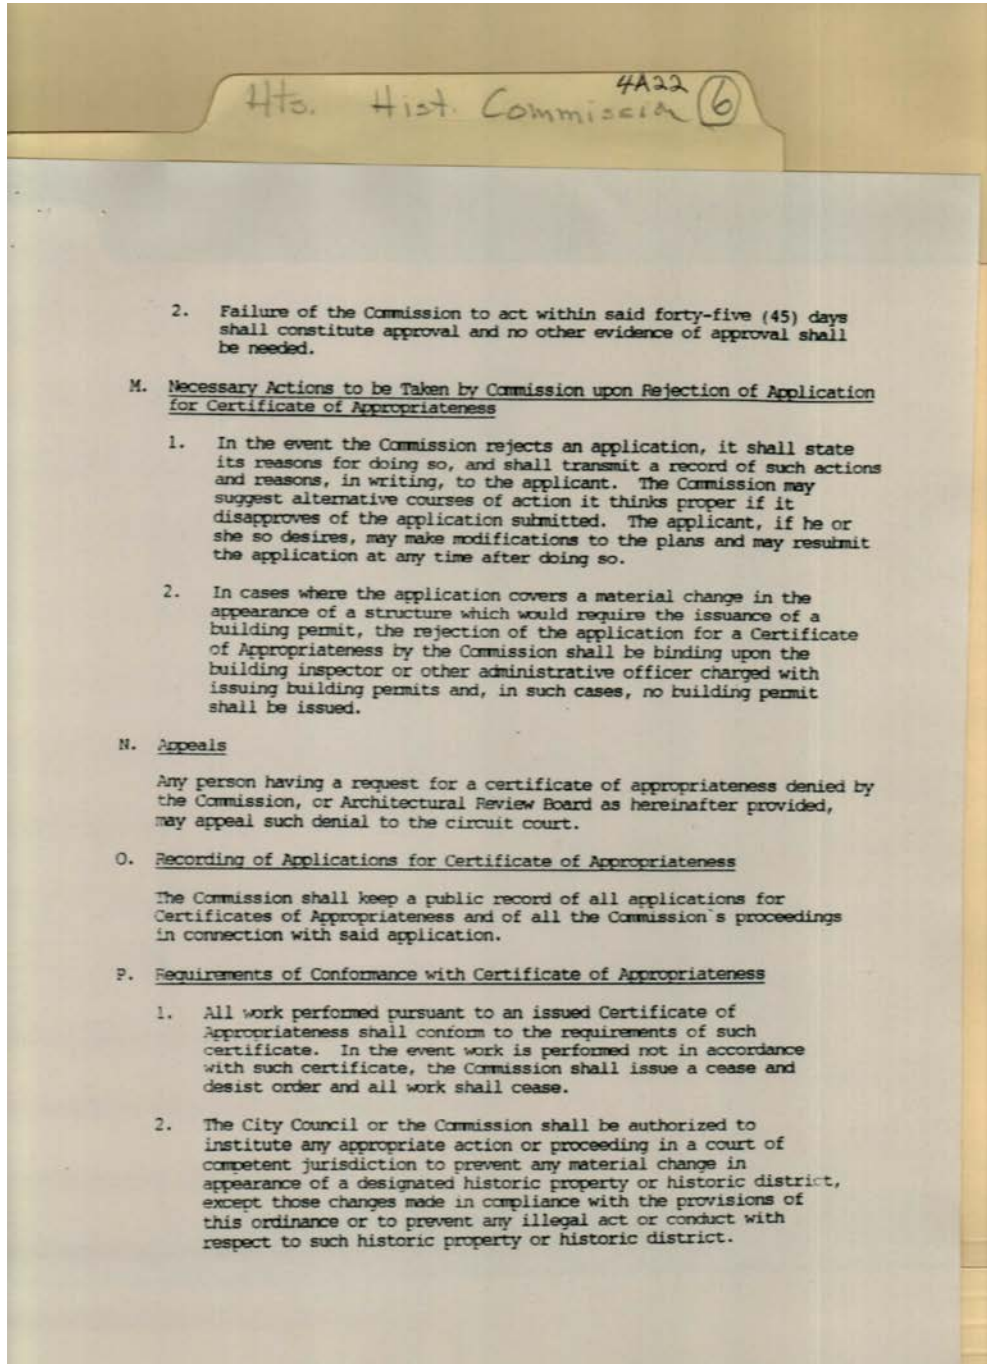 4A22
Hts. Hist. Commission 6
2. Failure of the Commission to act within said forty-five (45) days
shall constitute approval and no other evidence of approval shall
be needed.
M. Necessary Actions to be Taken by Commission upon Rejection of Application
for Certificate of Appropriateness
1. In the event the Commission rejects an application, it shall state
its reasons for doing so, and shall transmit a record of such actions
and reasons, in writing, to the applicant. The Commission may
suggest alternative courses of action it thinks proper if it
disapproves of the application submitted. The applicant, if he or
she so desires, may make modifications to the plans and may resubmit
the application at any time after doing so.
2. In cases where the application covers a material change in the
appearance of a structure which would require the issuance of a
building permit, the rejection of the application for a Certificate
of Appropriateness by the Commission shall be binding upon the
building inspector or other administrative officer charged with
issuing building permits and, in such cases, no building permit
shall be issued.
N. Appeals
Any person having a request for a certificate of appropriateness denied by
the Commission, or Architectural Review Board as hereinafter provided,
may appeal such denial to the circuit court.
O. Recording of Applications for Certificate of Appropriateness
The Commission shall keep a public record of all applications for
Certificates of Appropriateness and of all the Commission's proceedings
in connection with said application.
P. Requirements of Conformance with Certificate of Appropriateness
1. All work performed pursuant to an issued Certificate of
Appropriateness shall conform to the requirements of such
certificate. In the event work is performed not in accordance
with such certificate, the Commission shall issue a cease and
desist order and all work shall cease.
2. The City Council or the Commission shall be authorized to
institute any appropriate action or proceeding in a court of
competent jurisdiction to prevent any material change in
appearance of a designated historic property or historic district,
except those changes made in compliance with the provisions of
this ordinance or to prevent any illegal act or conduct with
respect to such historic property or historic district.